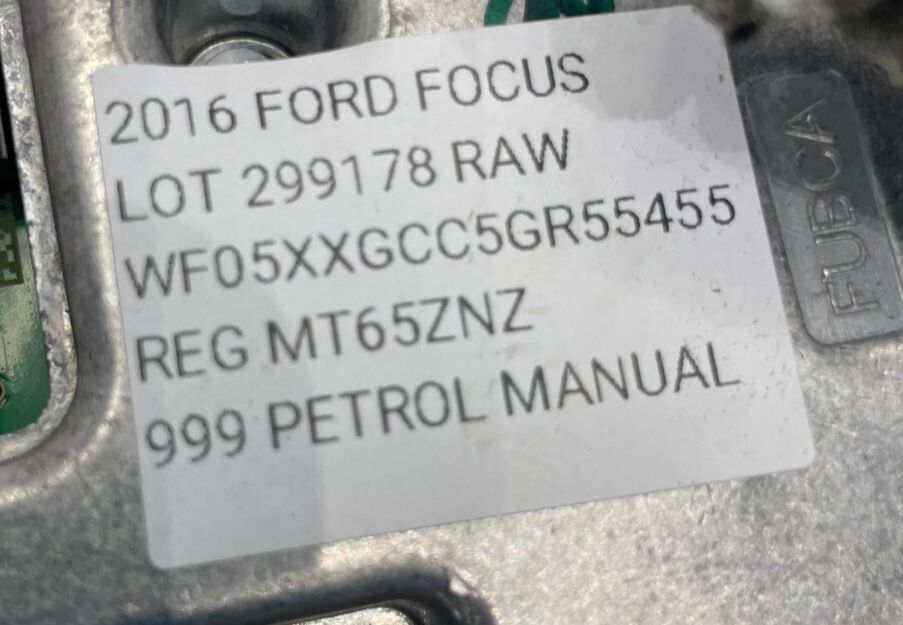 2016 FORD FOCUS
LOT 299178 RAW
WF05XXGCC5GR55455
REG MT65ZNZ
999 PETROL MANUAL
FUBCA